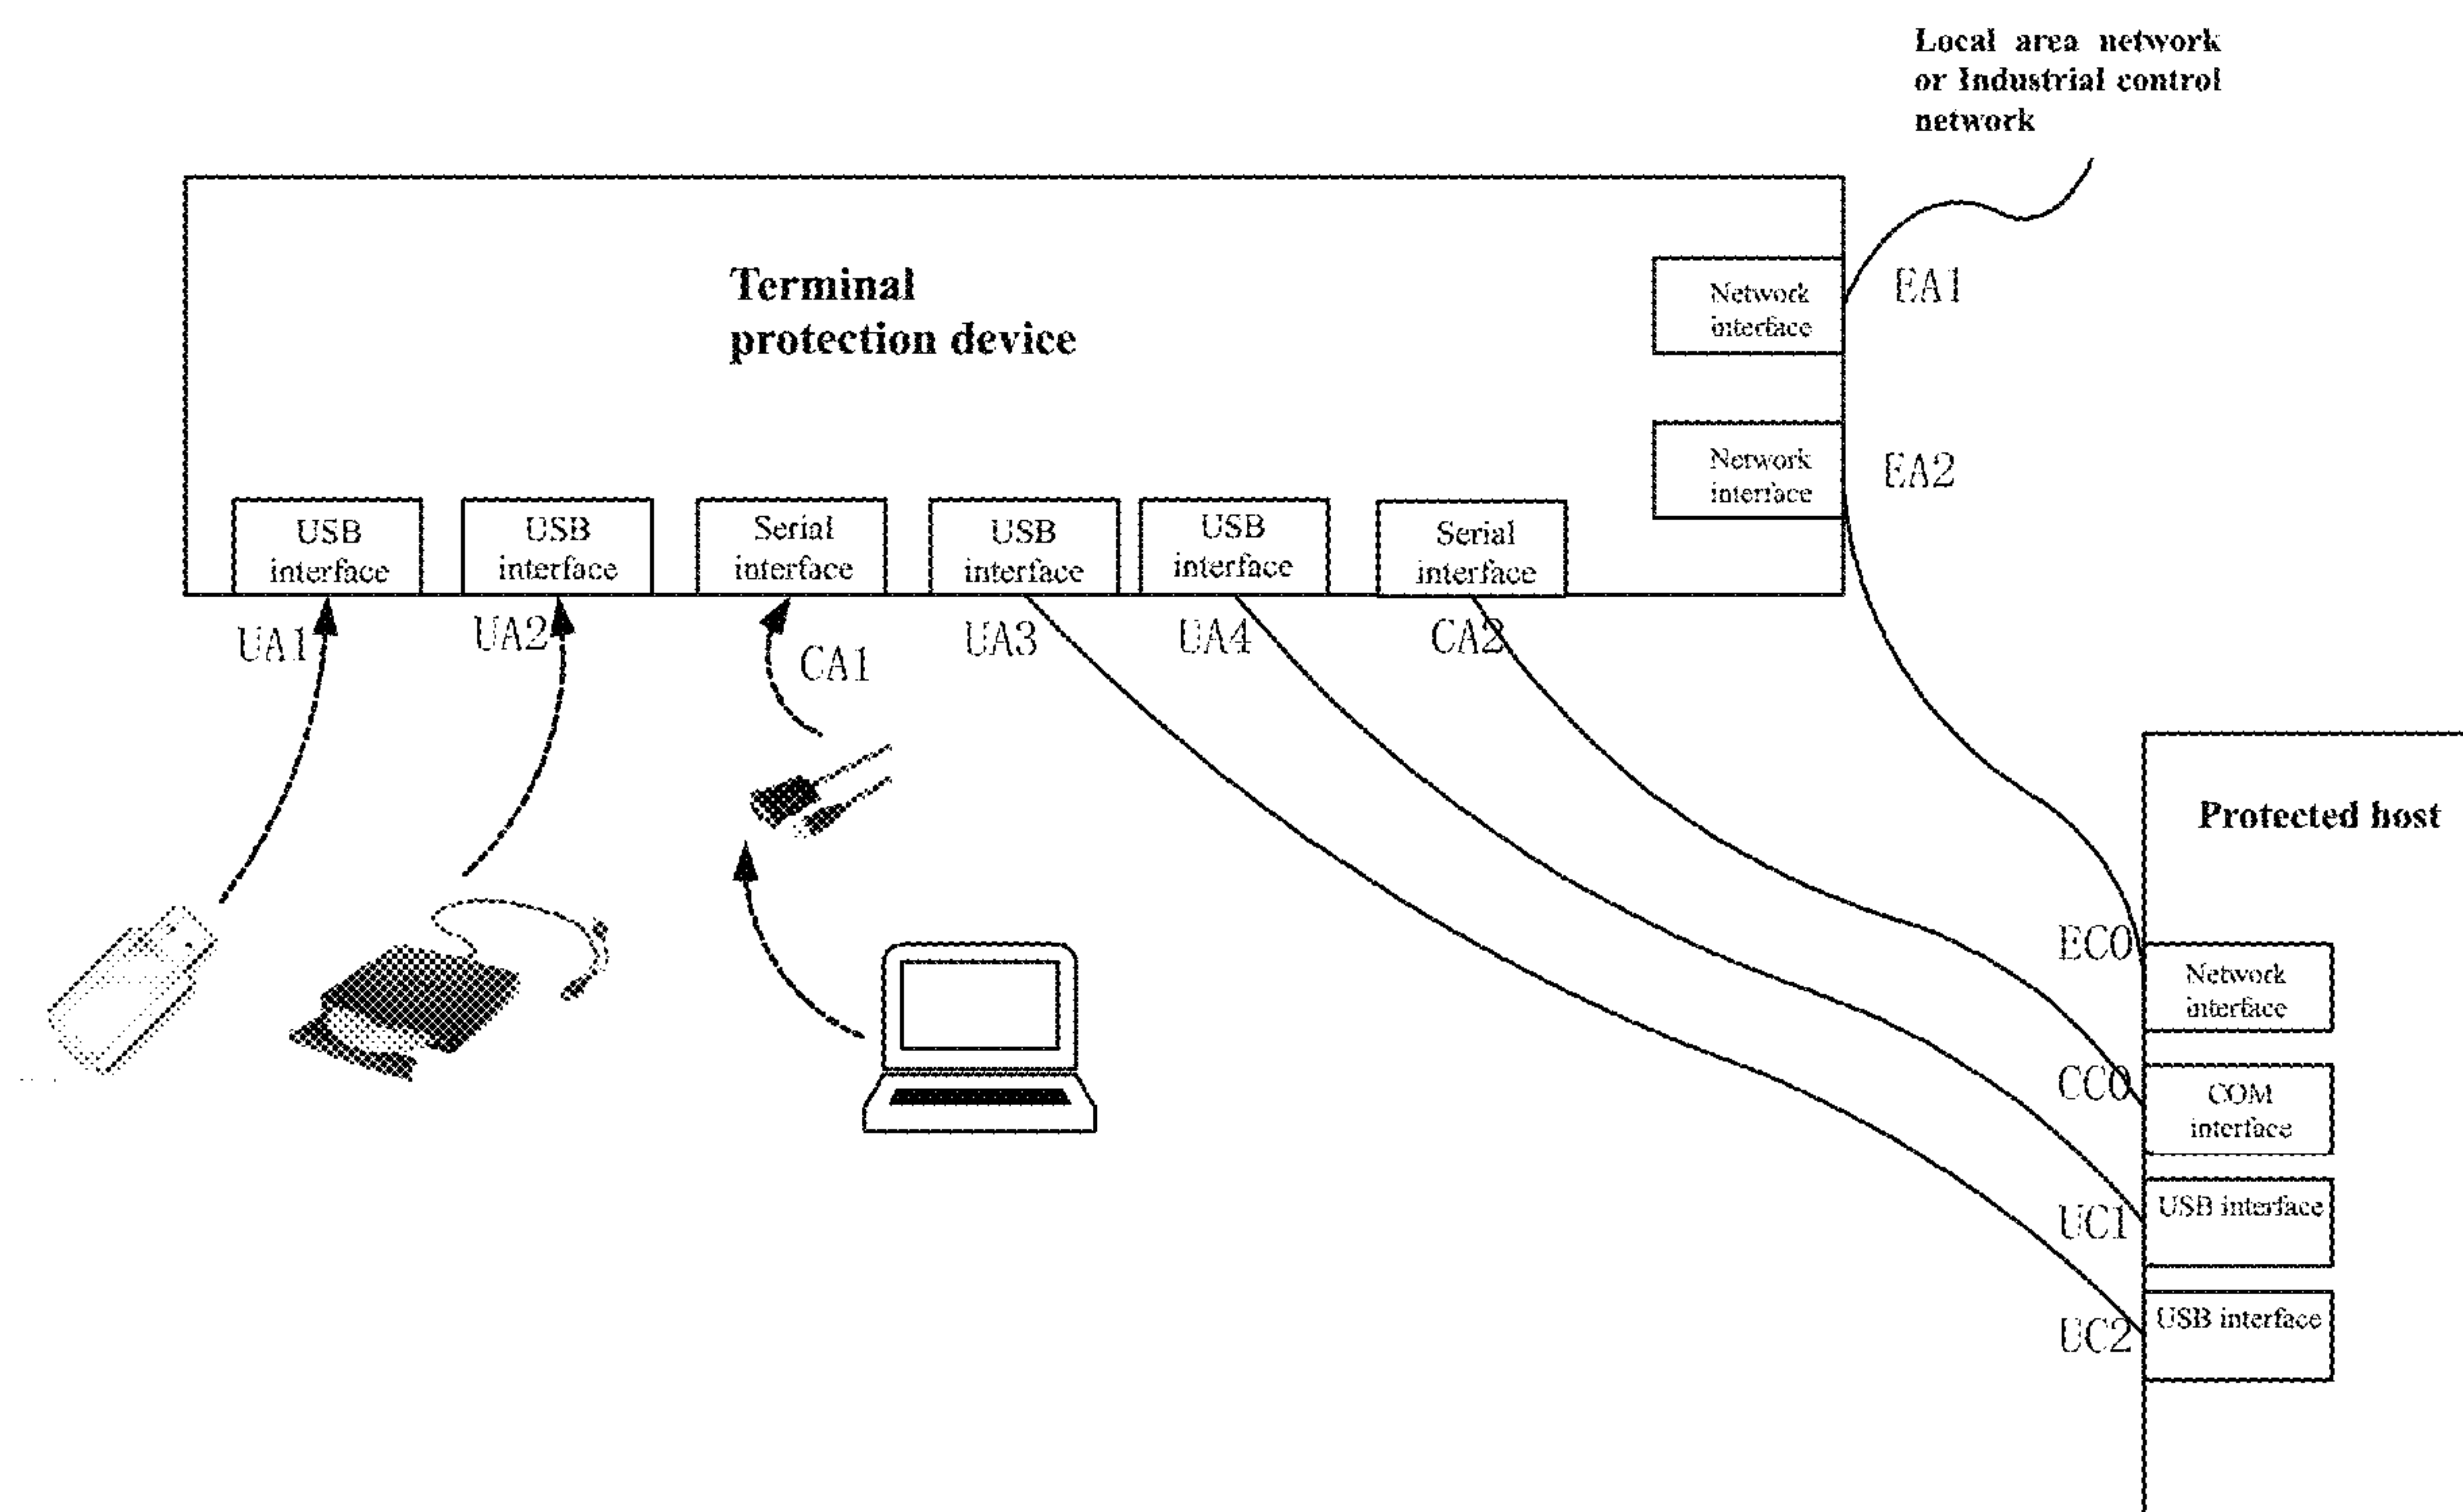 Local area network
or Industrial control
network
Terminal
protection device
Network
interface
EA1
Network
interface
EA2
USB
interface
USB
interface
Serial
interface
USB
interface
USB
interface
Serial
interface
UA1
UA2
CA1
UA3
UA4
CA2
Protected host
EC0
Network
interface
CC0
COM
interface
UC1
USB interface
UC2
USB interface